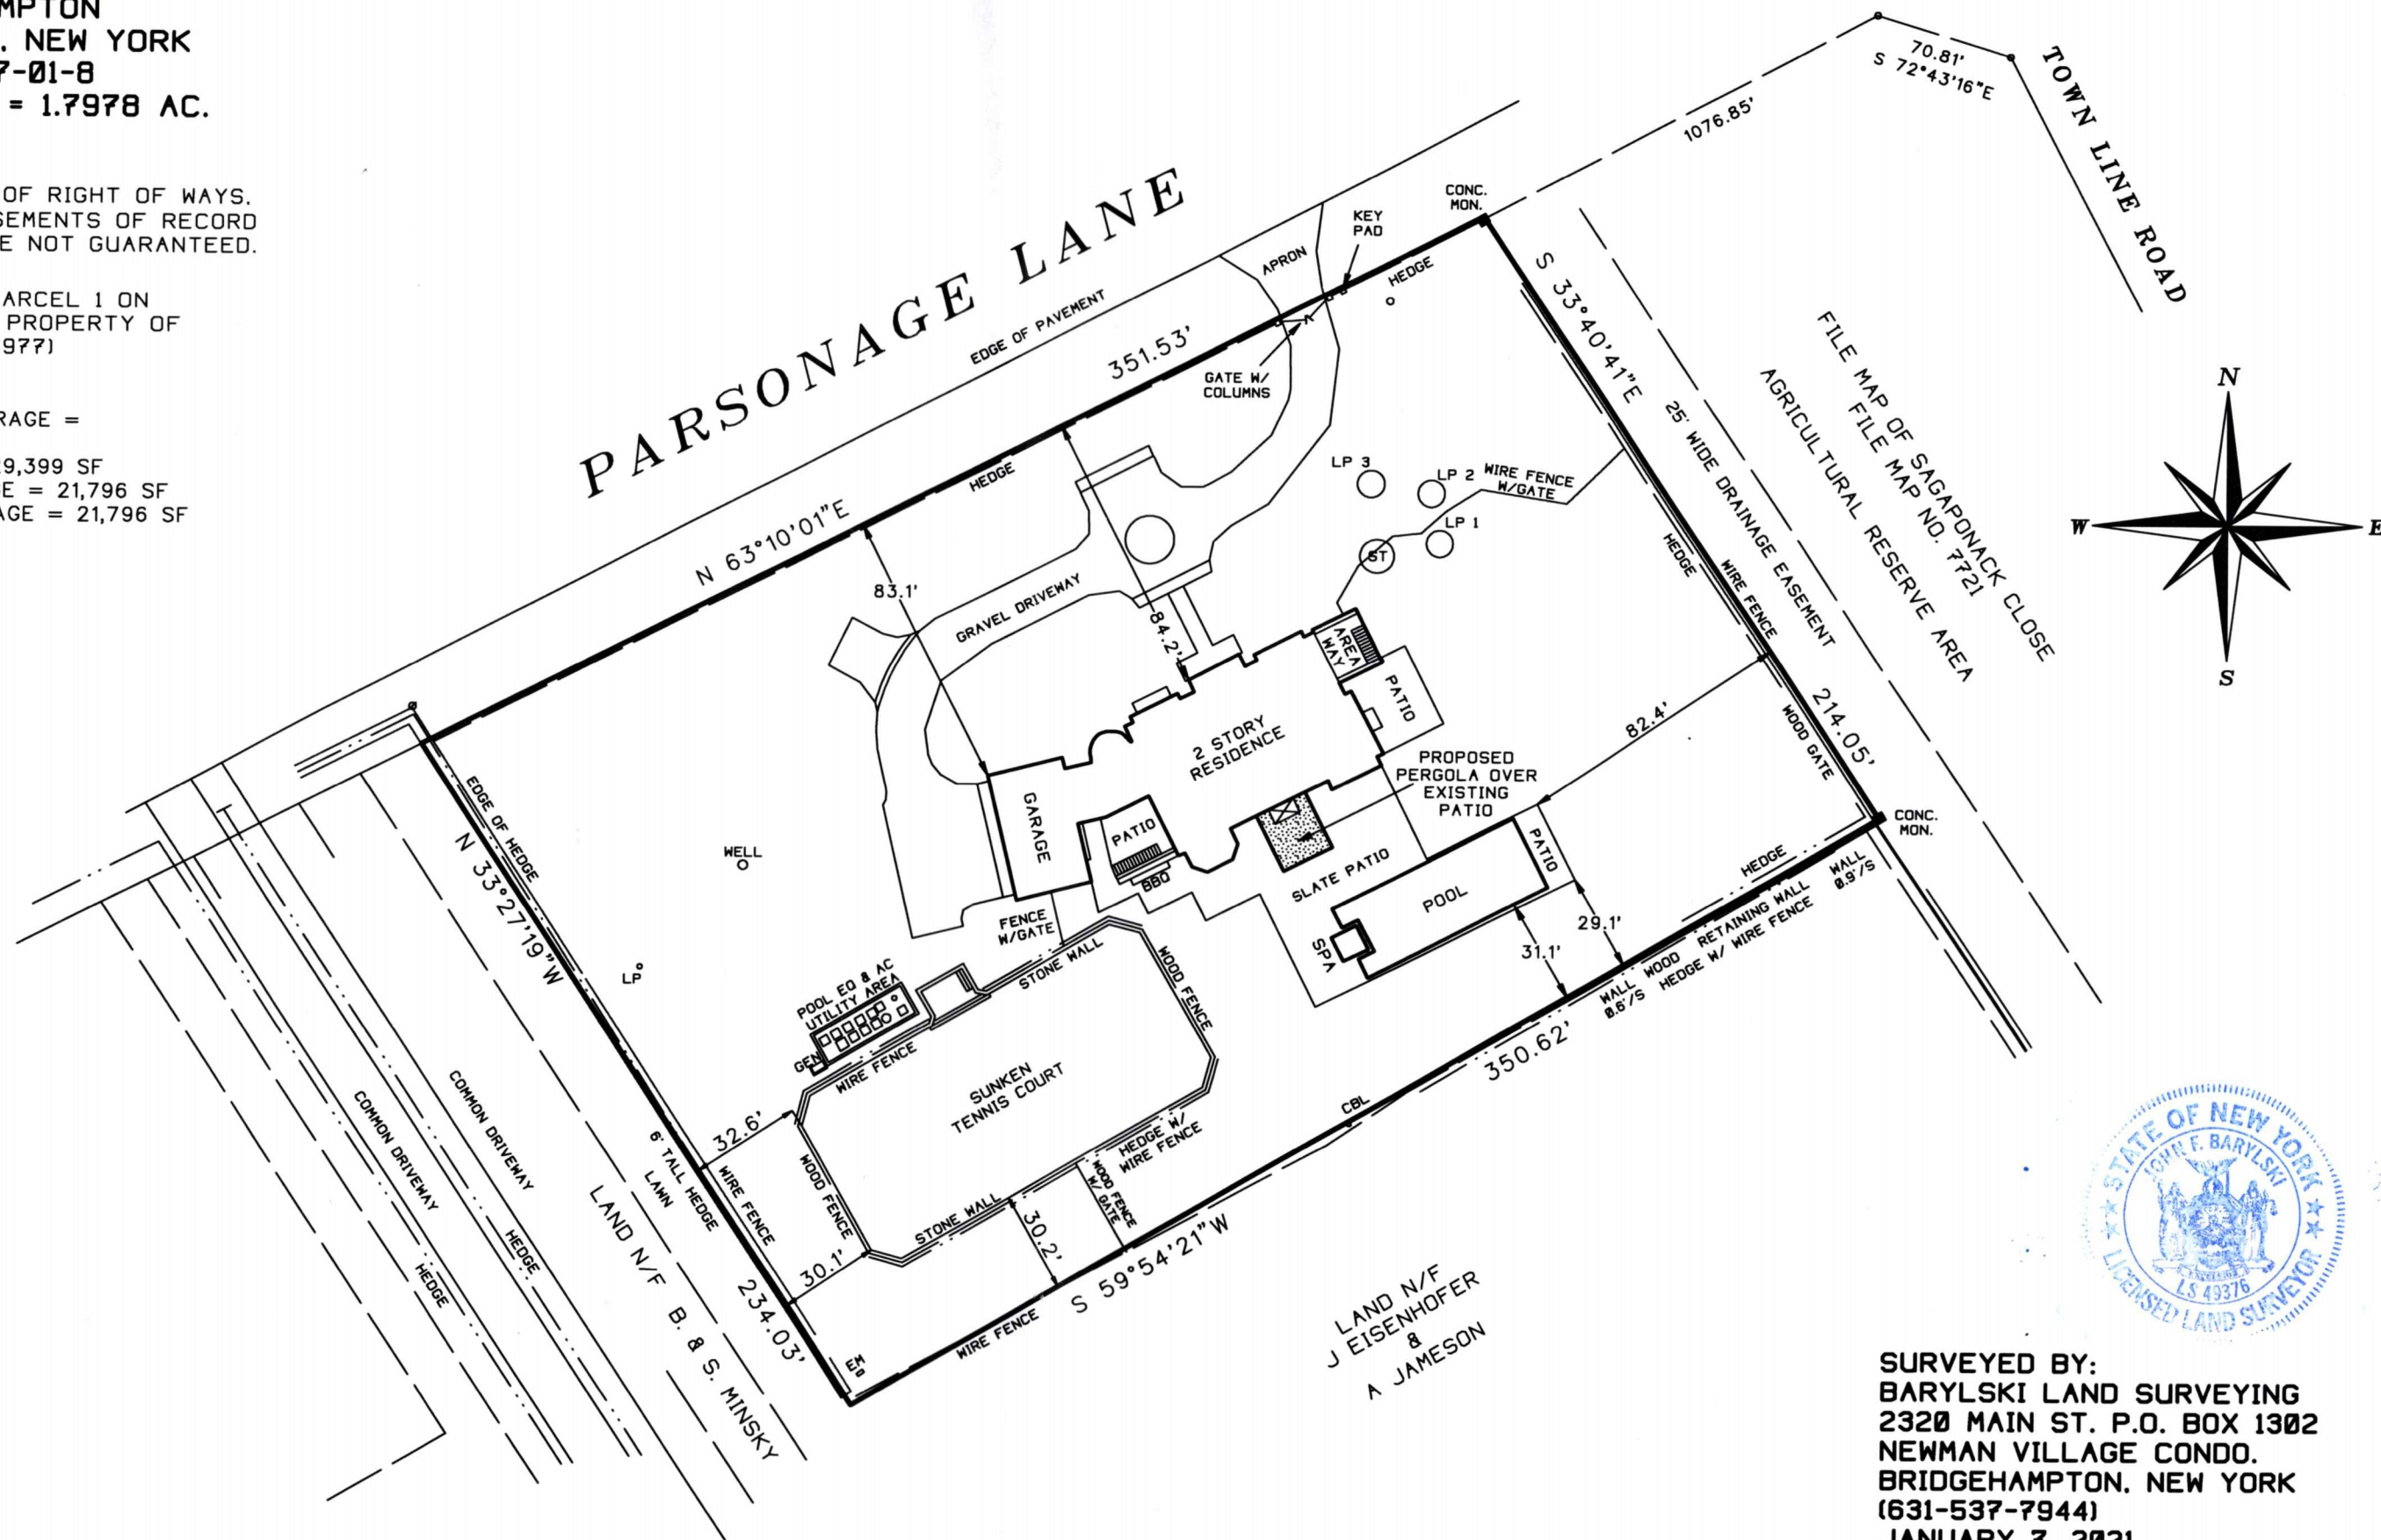 MPTON
. NEW YORK
7-01-8
= 1.7978 AC.
OF RIGHT OF WAYS.
SEMENTS OF RECORD
E NOT GUARANTEED.
ARCEL 1 ON
PROPERTY OF
977)
RAGE =
9,399 SF
E = 21,796 SF
AGE = 21,796 SF
70.81'
S 72°43'16"E
1076.85'
TOWN LINE ROAD
PARSONAGE LANE
EDGE OF PAVEMENT
APRON
KEY
PAD
CONC.
MON.
HEDGE
351.53'
GATE W/
COLUMNS
N 63°10'01"E
HEDGE
S 33°40'41"E
25' WIDE DRAINAGE EASEMENT
FILE MAP OF SAGAPONACK CLOSE
FILE MAP NO. 7721
AGRICULTURAL RESERVE AREA
N
W
E
S
LP 3
LP 2
WIRE FENCE
W/GATE
LP 1
ST
83.1'
84.2'
GRAVEL DRIVEWAY
HEDGE
WIRE FENCE
WOOD GATE
214.05'
AREA
WAY
PATIO
2 STORY
RESIDENCE
82.4'
PROPOSED
PERGOLA OVER
EXISTING
PATIO
GARAGE
PATIO
BBQ
SLATE PATIO
PATIO
POOL
SPA
CONC.
MON.
HEDGE
WALL
0.9'/S
RETAINING WALL
WOOD
HEDGE W/ WIRE FENCE
WALL
0.6'/S
29.1'
31.1'
EDGE OF HEDGE
N 33°27'19"W
WELL
LP
FENCE
W/GATE
POOL EQ & AC
UTILITY AREA
GEN
WIRE FENCE
STONE WALL
WOOD FENCE
SUNKEN
TENNIS COURT
32.6'
WOOD FENCE
HEDGE W/
WIRE FENCE
WOOD FENCE
W/ GATE
STONE WALL
30.2'
30.1'
CBL
350.62'
S 59°54'21"W
6' TALL HEDGE
LAWN
WIRE FENCE
234.03'
EM
WIRE FENCE
COMMON DRIVEWAY
COMMON DRIVEWAY
HEDGE
HEDGE
LAND N/F B. & S. MINSKY
LAND N/F
J EISENHOFER
&
A JAMESON
STATE OF NEW YORK
JOHN F. BARYLSKI
LS 49376
LICENSED LAND SURVEYOR
SURVEYED BY:
BARYLSKI LAND SURVEYING
2320 MAIN ST. P.O. BOX 1302
NEWMAN VILLAGE CONDO.
BRIDGEHAMPTON. NEW YORK
(631-537-7944)
JANUARY 7, 2021